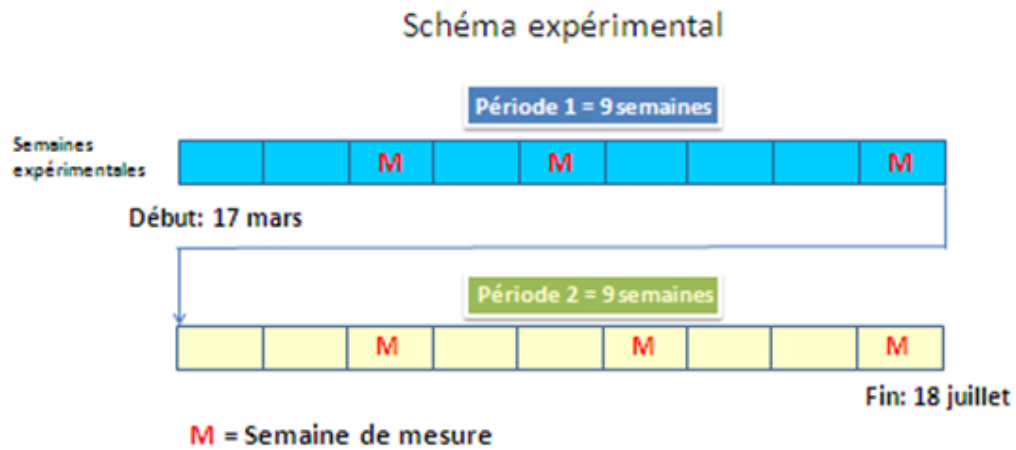 Schéma expérimental
Période 1 = 9 semaines
Semaines
expérimentales
M M M
Début: 17 mars
Période 2 = 9 semaines
M M M
Fin: 18 juillet
M = Semaine de mesure